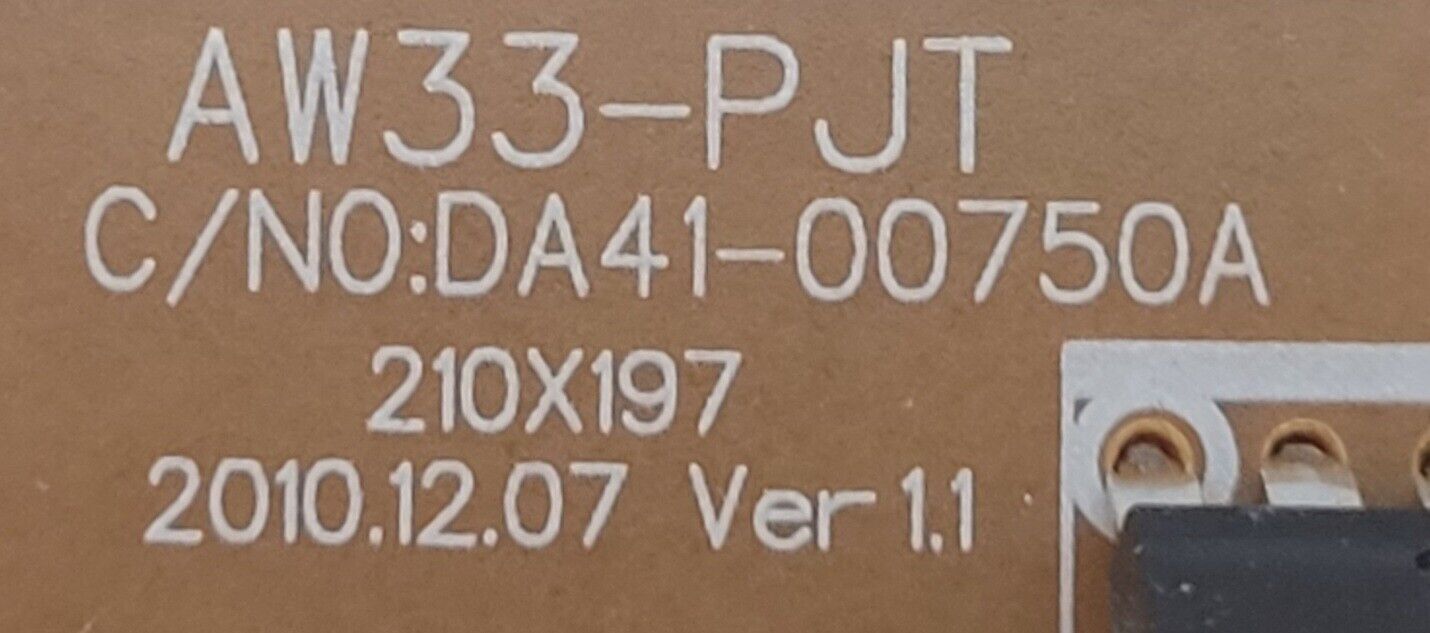 AW33-PJT
C/NO:DA41-00750A
210X197
2010.12.07 Ver 1.1